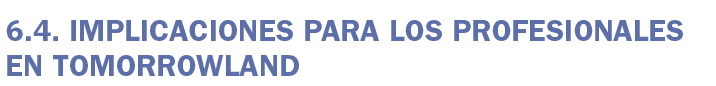 6.4. IMPLICACIONES PARA LOS PROFESIONALES
EN TOMORROWLAND